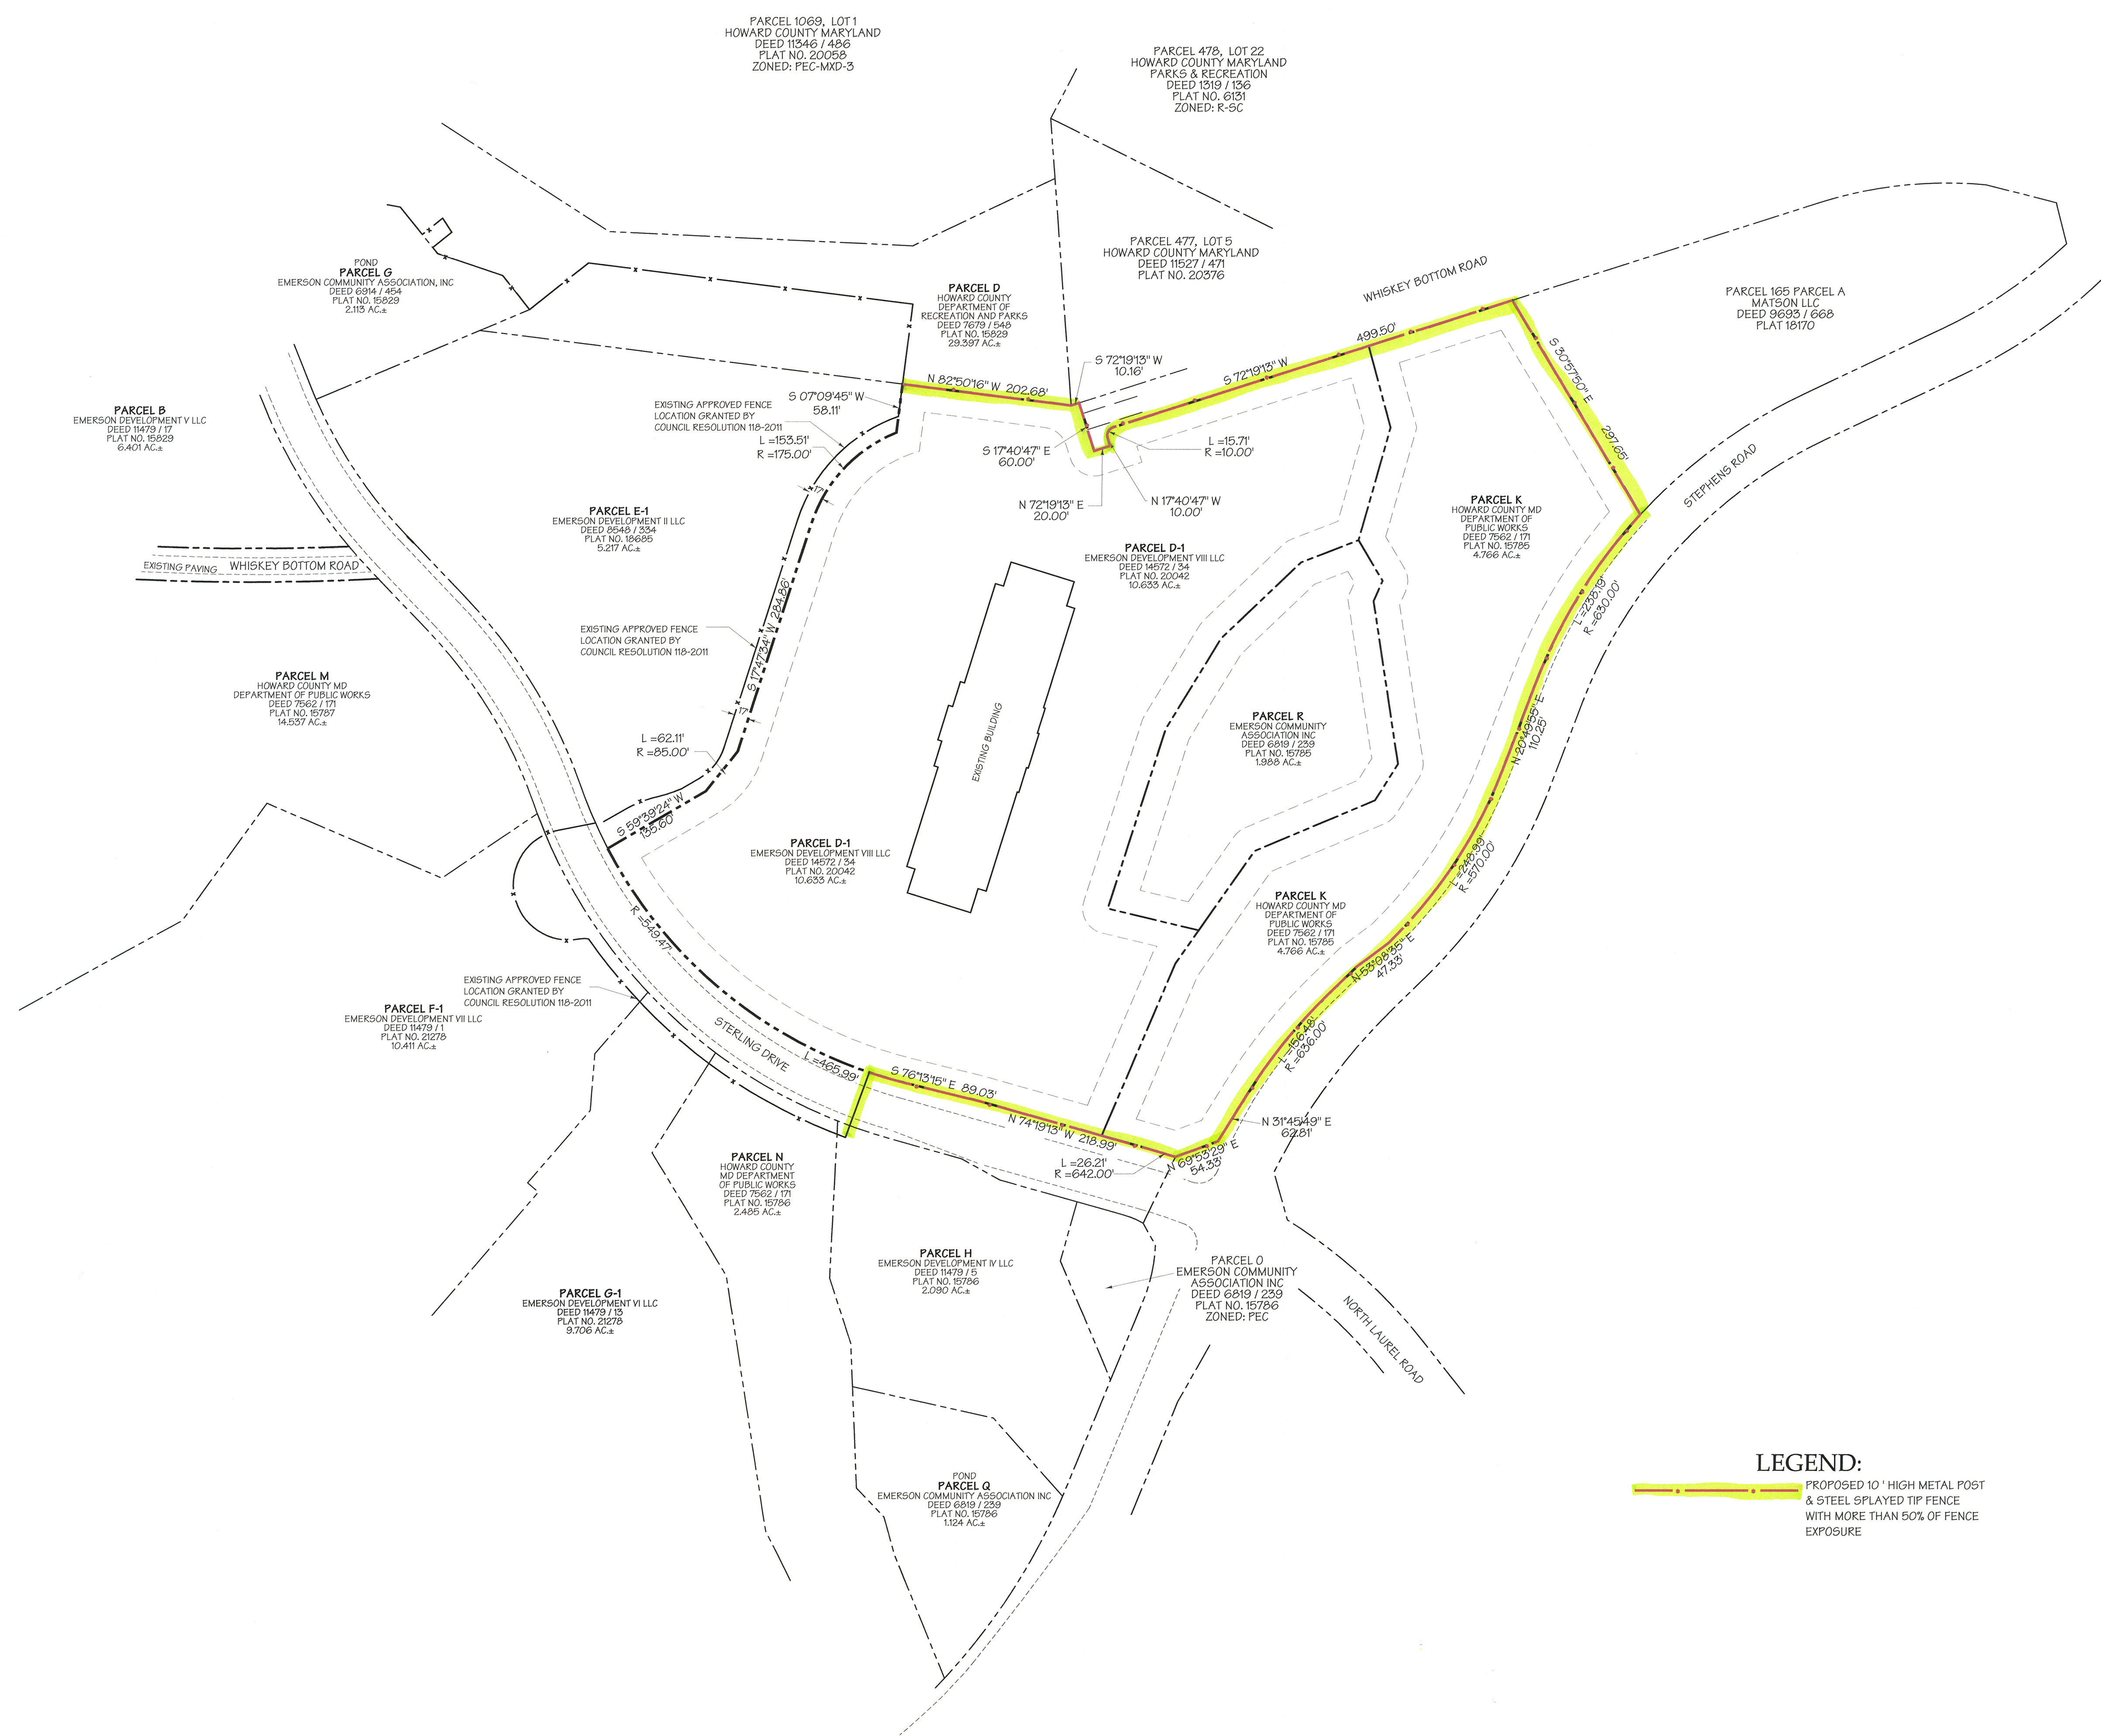 PARCEL 1069, LOT 1
HOWARD COUNTY MARYLAND
DEED 11346 / 486
PLAT NO. 20058
ZONED: PEC-MXD-3
PARCEL 478, LOT 22
HOWARD COUNTY MARYLAND
PARKS & RECREATION
DEED 1319 / 136
PLAT NO. 6131
ZONED: R-SC
PARCEL 477, LOT 5
HOWARD COUNTY MARYLAND
DEED 11527 / 471
PLAT NO. 20376
POND
PARCEL G
EMERSON COMMUNITY ASSOCIATION, INC
DEED 6914 / 454
PLAT NO. 15829
2.113 AC.±
PARCEL D
HOWARD COUNTY
DEPARTMENT OF
RECREATION AND PARKS
DEED 7679 / 548
PLAT NO. 15829
29.397 AC.±
WHISKEY BOTTOM ROAD
PARCEL 165 PARCEL A
MATSON LLC
DEED 9693 / 668
PLAT 18170
499.50'
S 72°19'13" W
S 72°19'13" W
10.16'
N 82°50'16" W 202.68'
S 07°09'45" W
58.11'
EXISTING APPROVED FENCE
LOCATION GRANTED BY
COUNCIL RESOLUTION 118-2011
L =153.51'
R =175.00'
S 17°40'47" E
60.00'
L =15.71'
R =10.00'
N 72°19'13" E
20.00'
N 17°40'47" W
10.00'
S 30°57'50" E
297.65'
STEPHENS ROAD
PARCEL B
EMERSON DEVELOPMENT V LLC
DEED 11479 / 17
PLAT NO. 15829
6.401 AC.±
17'
PARCEL E-1
EMERSON DEVELOPMENT II LLC
DEED 8548 / 334
PLAT NO. 18685
5.217 AC.±
PARCEL K
HOWARD COUNTY MD
DEPARTMENT OF
PUBLIC WORKS
DEED 7562 / 171
PLAT NO. 15785
4.766 AC.±
PARCEL D-1
EMERSON DEVELOPMENT VIII LLC
DEED 14572 / 34
PLAT NO. 20042
10.633 AC.±
EXISTING PAVING
WHISKEY BOTTOM ROAD
L =238.19'
R =630.00'
S 17°47'34" W 284.86'
EXISTING APPROVED FENCE
LOCATION GRANTED BY
COUNCIL RESOLUTION 118-2011
PARCEL M
HOWARD COUNTY MD
DEPARTMENT OF PUBLIC WORKS
DEED 7562 / 171
PLAT NO. 15787
14.537 AC.±
17'
L =62.11'
R =85.00'
EXISTING BUILDING
PARCEL R
EMERSON COMMUNITY
ASSOCIATION INC
DEED 6819 / 239
PLAT NO. 15785
1.988 AC.±
N 20°49'55" E
110.25'
S 59°39'24" W
135.60'
PARCEL D-1
EMERSON DEVELOPMENT VIII LLC
DEED 14572 / 34
PLAT NO. 20042
10.633 AC.±
L =248.99'
R =570.00'
PARCEL K
HOWARD COUNTY MD
DEPARTMENT OF
PUBLIC WORKS
DEED 7562 / 171
PLAT NO. 15785
4.766 AC.±
R =549.47'
N 53°08'35" E
47.33'
EXISTING APPROVED FENCE
LOCATION GRANTED BY
COUNCIL RESOLUTION 118-2011
PARCEL F-1
EMERSON DEVELOPMENT VII LLC
DEED 11479 / 1
PLAT NO. 21278
10.411 AC.±
STERLING DRIVE
L =465.99'
L =156.48'
R =636.00'
S 76°13'15" E 89.03'
N 74°19'13" W 218.99'
N 31°45'49" E
62.81'
L =26.21'
R =642.00'
N 69°53'29" E
54.33'
PARCEL N
HOWARD COUNTY
MD DEPARTMENT
OF PUBLIC WORKS
DEED 7562 / 171
PLAT NO. 15786
2.485 AC.±
PARCEL H
EMERSON DEVELOPMENT IV LLC
DEED 11479 / 5
PLAT NO. 15786
2.090 AC.±
PARCEL O
EMERSON COMMUNITY
ASSOCIATION INC
DEED 6819 / 239
PLAT NO. 15786
ZONED: PEC
PARCEL G-1
EMERSON DEVELOPMENT VI LLC
DEED 11479 / 13
PLAT NO. 21278
9.706 AC.±
NORTH LAUREL ROAD
POND
PARCEL Q
EMERSON COMMUNITY ASSOCIATION INC
DEED 6819 / 239
PLAT NO. 15786
1.124 AC.±
LEGEND:
PROPOSED 10 ' HIGH METAL POST
& STEEL SPLAYED TIP FENCE
WITH MORE THAN 50% OF FENCE
EXPOSURE